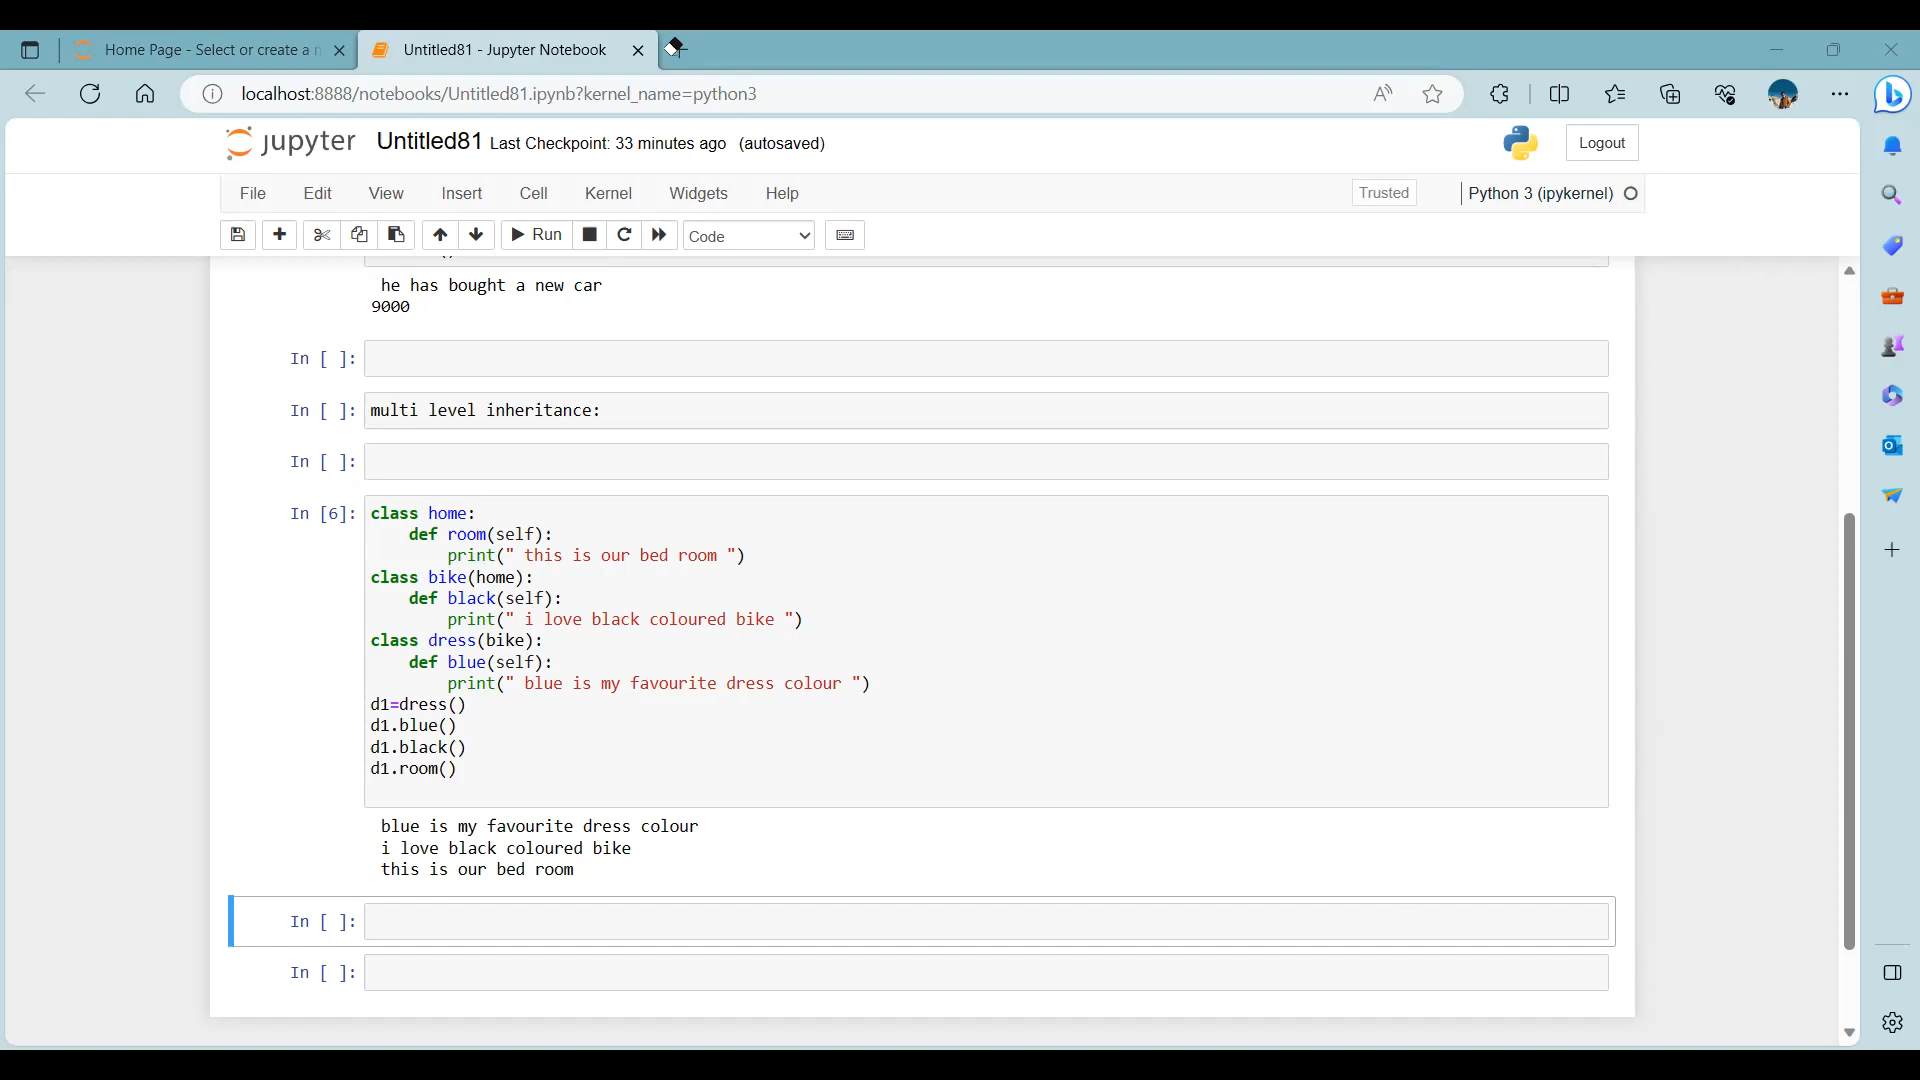 Home Page - Select or create a n
Untitled81 - Jupyter Notebook
localhost:8888/notebooks/Untitled81.ipynb?kernel_name=python3
jupyter Untitled81 Last Checkpoint: 33 minutes ago (autosaved)
Logout
File Edit View Insert Cell Kernel Widgets Help
Trusted
Python 3 (ipykernel)
Run
Code
he has bought a new car
9000
In [ ]:
In [ ]: multi level inheritance:
In [ ]:
In [6]: class home:
    def room(self):
        print(" this is our bed room ")
class bike(home):
    def black(self):
        print(" i love black coloured bike ")
class dress(bike):
    def blue(self):
        print(" blue is my favourite dress colour ")
d1=dress()
d1.blue()
d1.black()
d1.room()
blue is my favourite dress colour
i love black coloured bike
this is our bed room
In [ ]:
In [ ]: